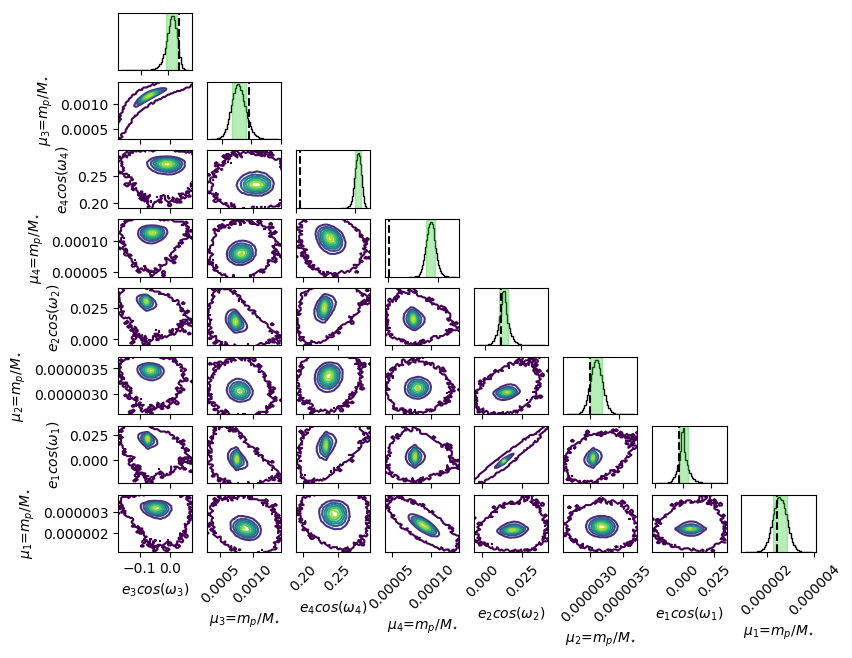 μ₃=mₚ/M⋆
0.0010
0.0005
e₄cos(ω₄)
0.25
0.20
μ₄=mₚ/M⋆
0.00010
0.00005
e₂cos(ω₂)
0.025
0.000
μ₂=mₚ/M⋆
0.0000035
0.0000030
e₁cos(ω₁)
0.025
0.000
μ₁=mₚ/M⋆
0.000003
0.000002
−0.1 0.0
0.0005 0.0010
0.20 0.25
0.00005 0.00010
0.000 0.025
0.0000030 0.0000035
0.000 0.025
0.000002 0.000004
e₃cos(ω₃)
μ₃=mₚ/M⋆
e₄cos(ω₄)
μ₄=mₚ/M⋆
e₂cos(ω₂)
μ₂=mₚ/M⋆
e₁cos(ω₁)
μ₁=mₚ/M⋆